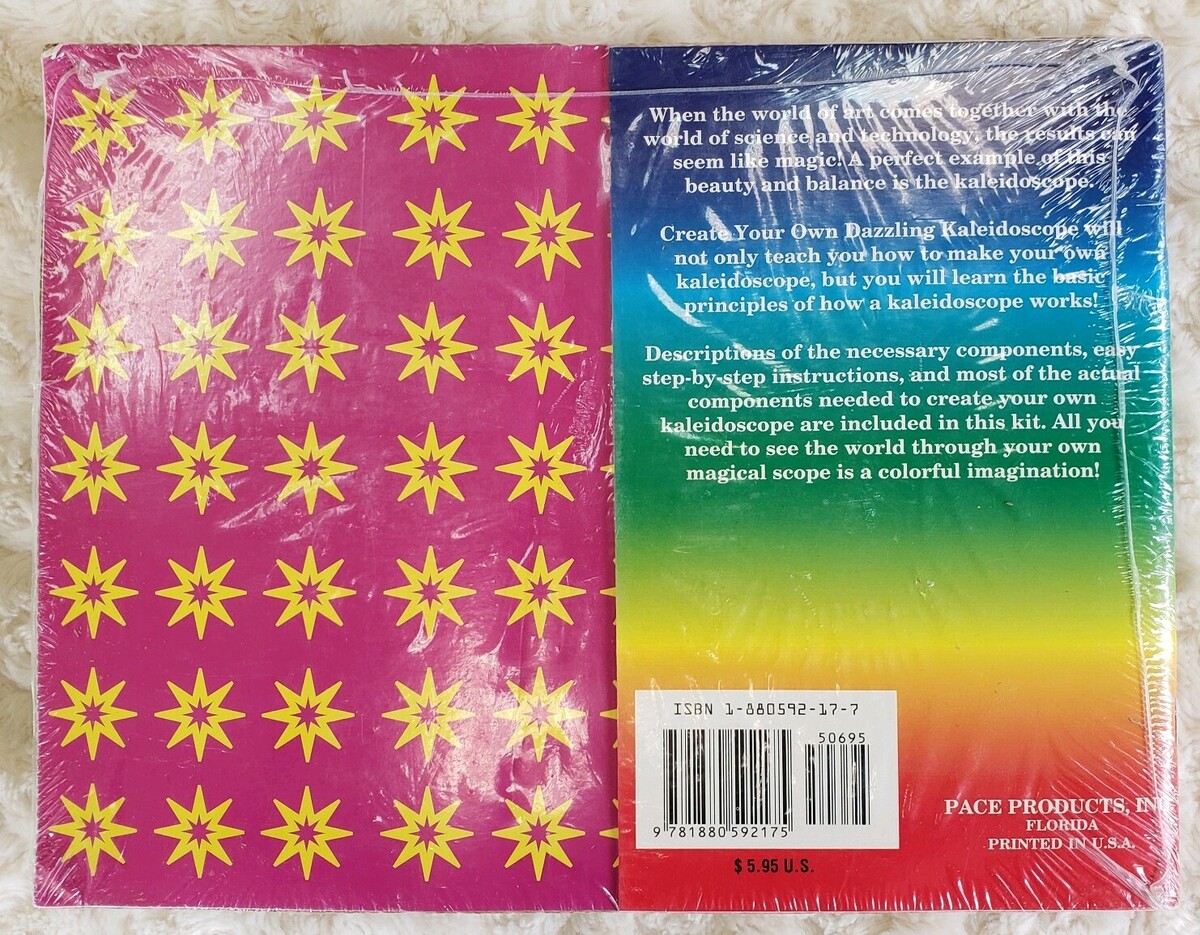 When the world of art comes together with the
world of science and technology, the results can
seem like magic! A perfect example of this
beauty and balance is the kaleidoscope.
Create Your Own Dazzling Kaleidoscope will
not only teach you how to make your own
kaleidoscope, but you will learn the basic
principles of how a kaleidoscope works!
Descriptions of the necessary components, easy
step-by-step instructions, and most of the actual
components needed to create your own
kaleidoscope are included in this kit. All you
need to see the world through your own
magical scope is a colorful imagination!
ISBN 1-880592-17-7
50695
9 781880 592175
$ 5.95 U.S.
PACE PRODUCTS, INC
FLORIDA
PRINTED IN U.S.A.